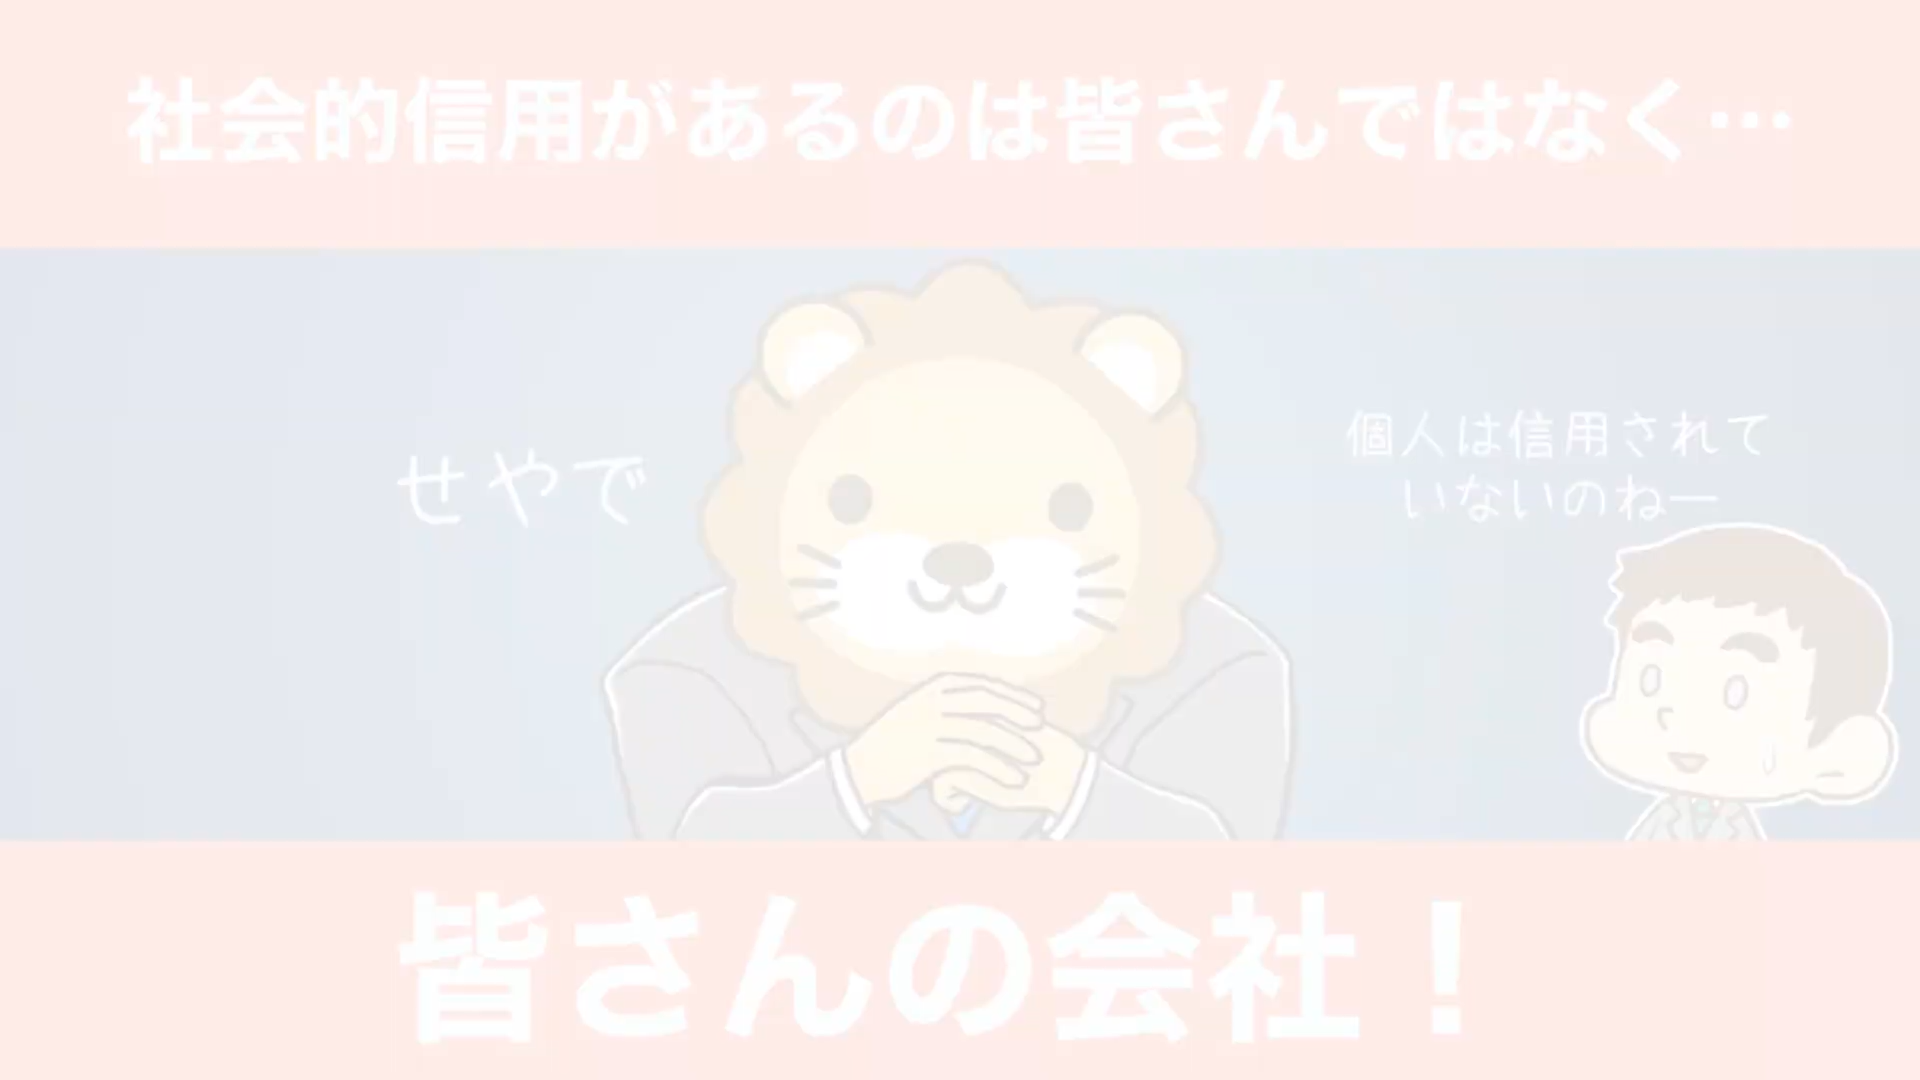 社会的信用があるのは皆さんではなく…
せやで
個人は信用されて
いないのねー
皆さんの会社！